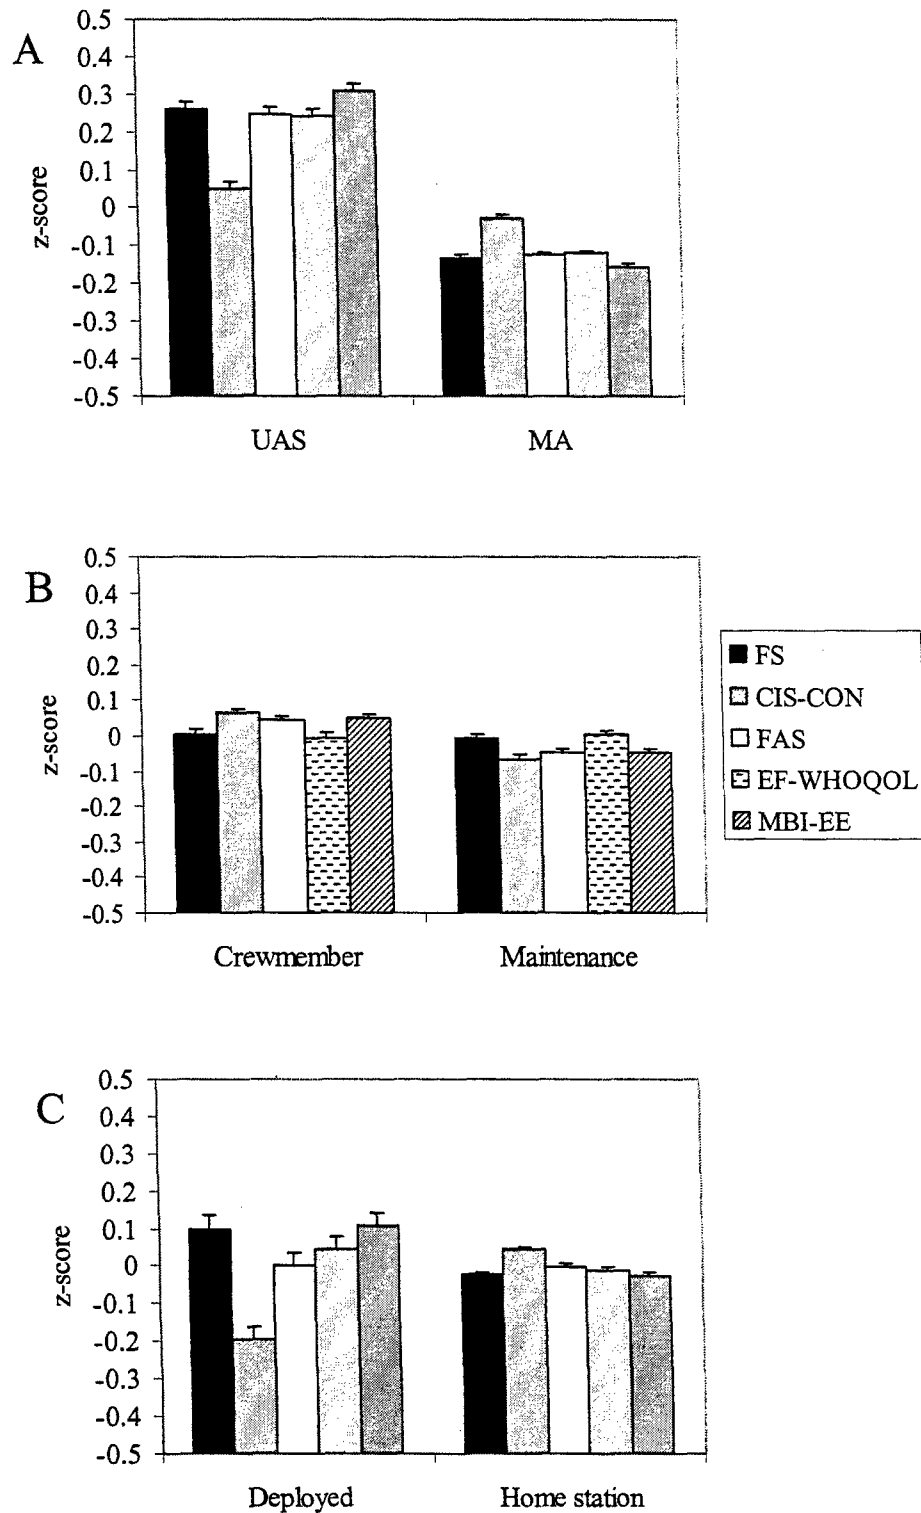 A
z-score
0.5
0.4
0.3
0.2
0.1
0
-0.1
-0.2
-0.3
-0.4
-0.5
UAS MA
B
z-score
0.5
0.4
0.3
0.2
0.1
0
-0.1
-0.2
-0.3
-0.4
-0.5
Crewmember Maintenance
FS
CIS-CON
FAS
EF-WHOQOL
MBI-EE
C
z-score
0.5
0.4
0.3
0.2
0.1
0
-0.1
-0.2
-0.3
-0.4
-0.5
Deployed Home station